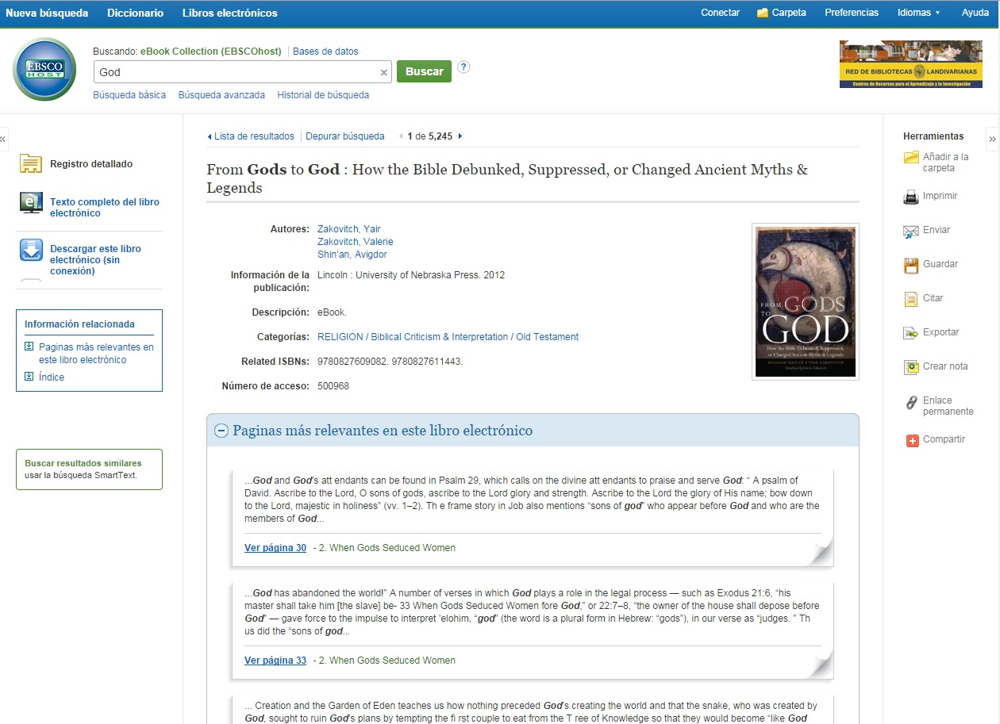 Nueva búsqueda Diccionario Libros electrónicos Conectar Carpeta Preferencias Idiomas Ayuda
EBSCO
HOST
Buscando: eBook Collection (EBSCOhost) Bases de datos
God × Buscar ?
Búsqueda básica Búsqueda avanzada Historial de búsqueda
RED DE BIBLIOTECAS LANDIVARIANAS
Centros de Recursos para el Aprendizaje y la Investigación
«
Registro detallado
Texto completo del libro
electrónico
Descargar este libro
electrónico (sin
conexión)
Información relacionada
Paginas más relevantes en
este libro electrónico
Índice
Buscar resultados similares
usar la búsqueda SmartText.
Lista de resultados Depurar búsqueda 1 de 5,245
From Gods to God : How the Bible Debunked, Suppressed, or Changed Ancient Myths &
Legends
Autores: Zakovitch, Yair
Zakovitch, Valerie
Shin'an, Avigdor
Información de la Lincoln : University of Nebraska Press. 2012
publicación:
Descripción: eBook.
Categorías: RELIGION / Biblical Criticism & Interpretation / Old Testament
Related ISBNs: 9780827609082. 9780827611443.
Número de acceso: 500968
FROM GODS
TO GOD
How the Bible Debunked, Suppressed,
or Changed Ancient Myths & Legends
AVIGDOR SHINAN & YAIR ZAKOVITCH
Translated by Valerie Zakovitch
Paginas más relevantes en este libro electrónico
...God and God's att endants can be found in Psalm 29, which calls on the divine att endants to praise and serve God: “ A psalm of
David. Ascribe to the Lord, O sons of gods, ascribe to the Lord glory and strength. Ascribe to the Lord the glory of His name; bow down
to the Lord, majestic in holiness” (vv. 1–2). Th e frame story in Job also mentions “sons of god” who appear before God and who are the
members of God...
Ver página 30 - 2. When Gods Seduced Women
...God has abandoned the world!” A number of verses in which God plays a role in the legal process — such as Exodus 21:6, “his
master shall take him [the slave] be- 33 When Gods Seduced Women fore God,” or 22:7–8, “the owner of the house shall depose before
God” — gave force to the impulse to interpret ’elohim, “god” (the word is a plural form in Hebrew: “gods”), in our verse as “judges. ” Th
us did the “sons of god...
Ver página 33 - 2. When Gods Seduced Women
... Creation and the Garden of Eden teaches us how nothing preceded God's creating the world and that the snake, who was created by
God, sought to ruin God's plans by tempting the fi rst couple to eat from the T ree of Knowledge so that they would become “like God
»
Herramientas
Añadir a la
carpeta
Imprimir
Enviar
Guardar
Citar
Exportar
Crear nota
Enlace
permanente
Compartir